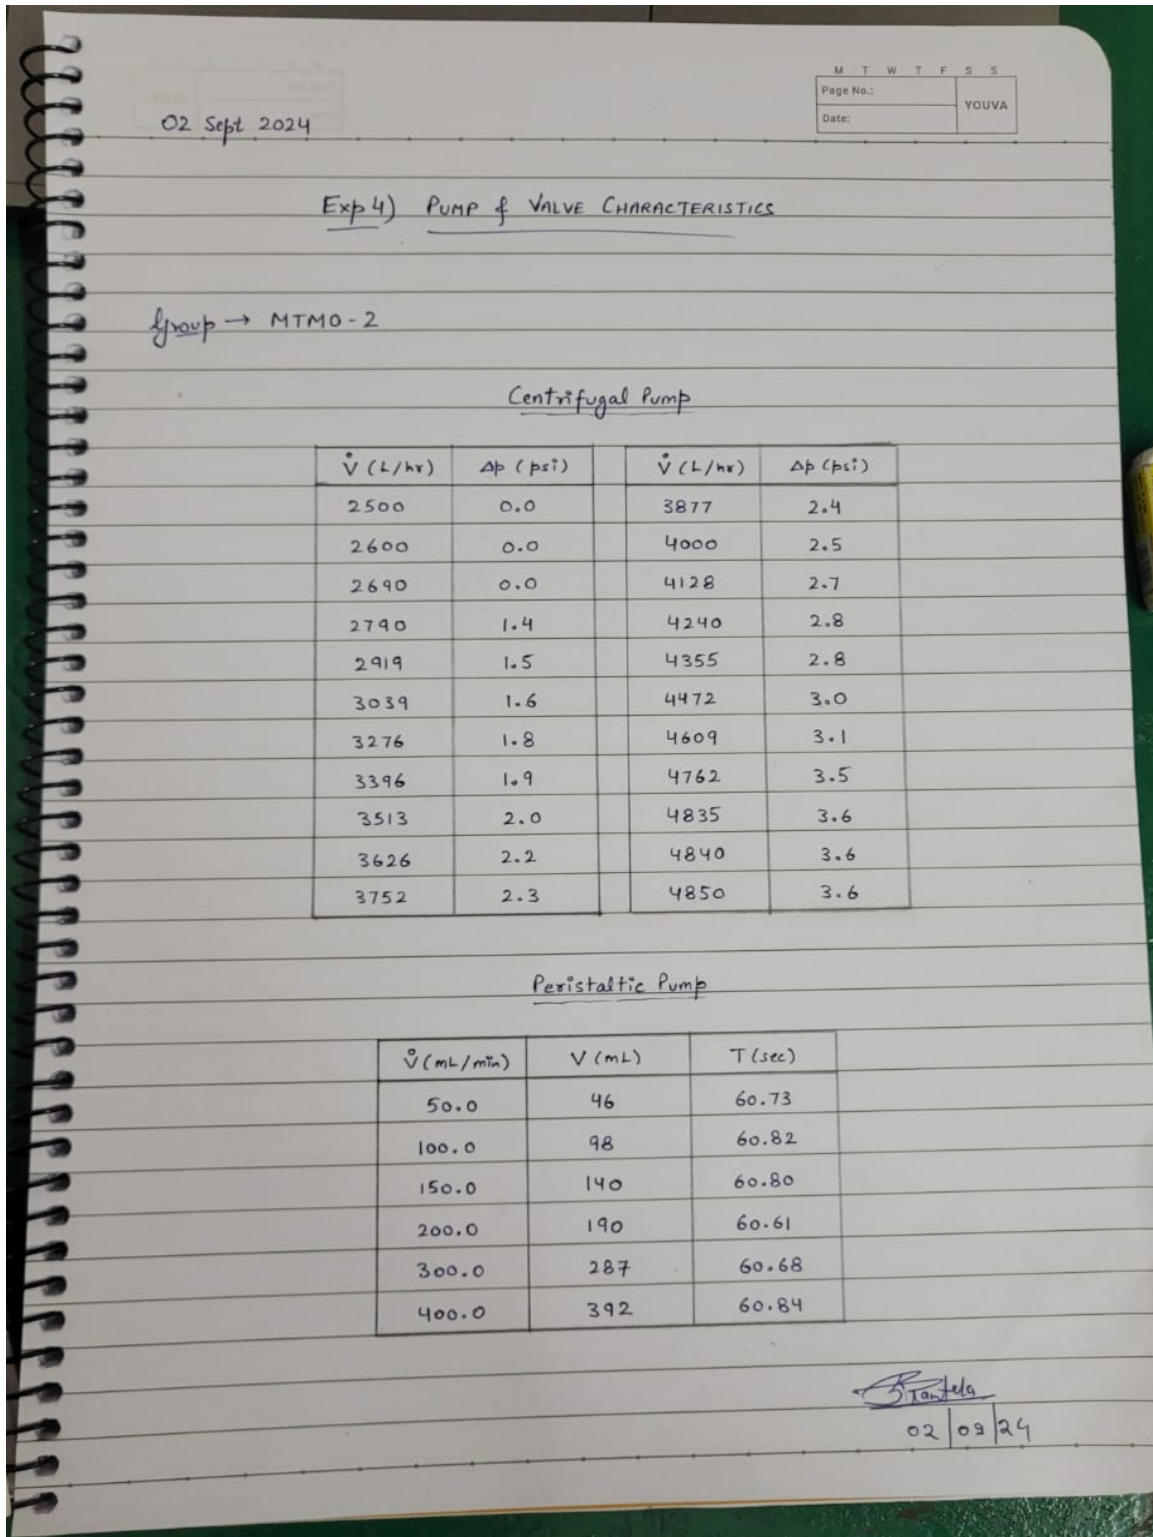 M T W T F S S
Page No.:
YOUVA
Date:
02 Sept 2024
Exp 4) PUMP & VALVE CHARACTERISTICS
Group → MTMO-2
Centrifugal Pump
V̊ (L/hr) Δp (psi) V̊ (L/hr) Δp (psi)
2500 0.0 3877 2.4
2600 0.0 4000 2.5
2690 0.0 4128 2.7
2790 1.4 4240 2.8
2919 1.5 4355 2.8
3039 1.6 4472 3.0
3276 1.8 4609 3.1
3396 1.9 4762 3.5
3513 2.0 4835 3.6
3626 2.2 4840 3.6
3752 2.3 4850 3.6
Peristaltic Pump
V̊ (mL/min) V (mL) T (sec)
50.0 46 60.73
100.0 98 60.82
150.0 140 60.80
200.0 190 60.61
300.0 287 60.68
400.0 392 60.84
02|09|24